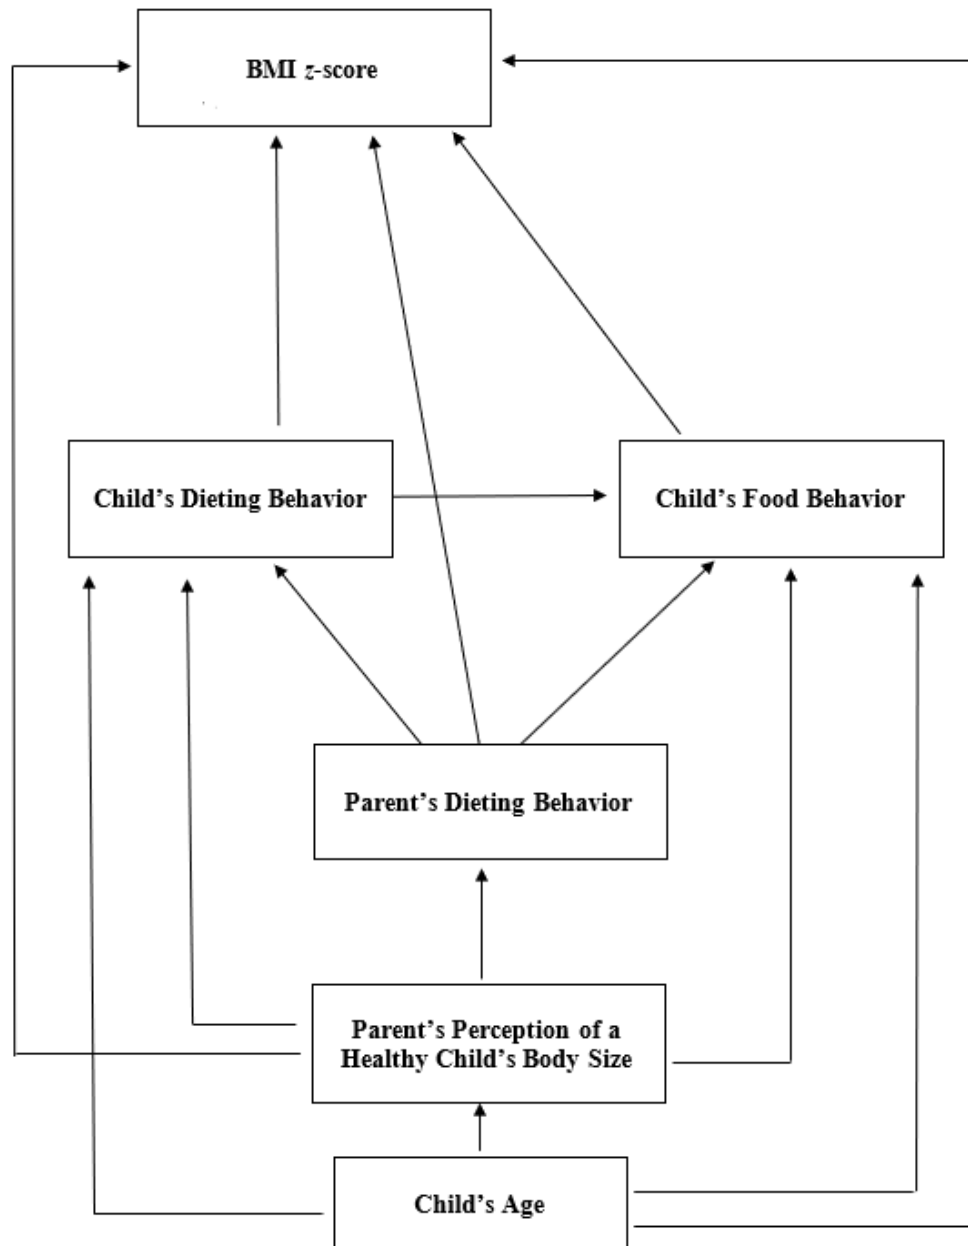 BMI z-score
Child’s Dieting Behavior
Child’s Food Behavior
Parent’s Dieting Behavior
Parent’s Perception of a
Healthy Child’s Body Size
Child’s Age